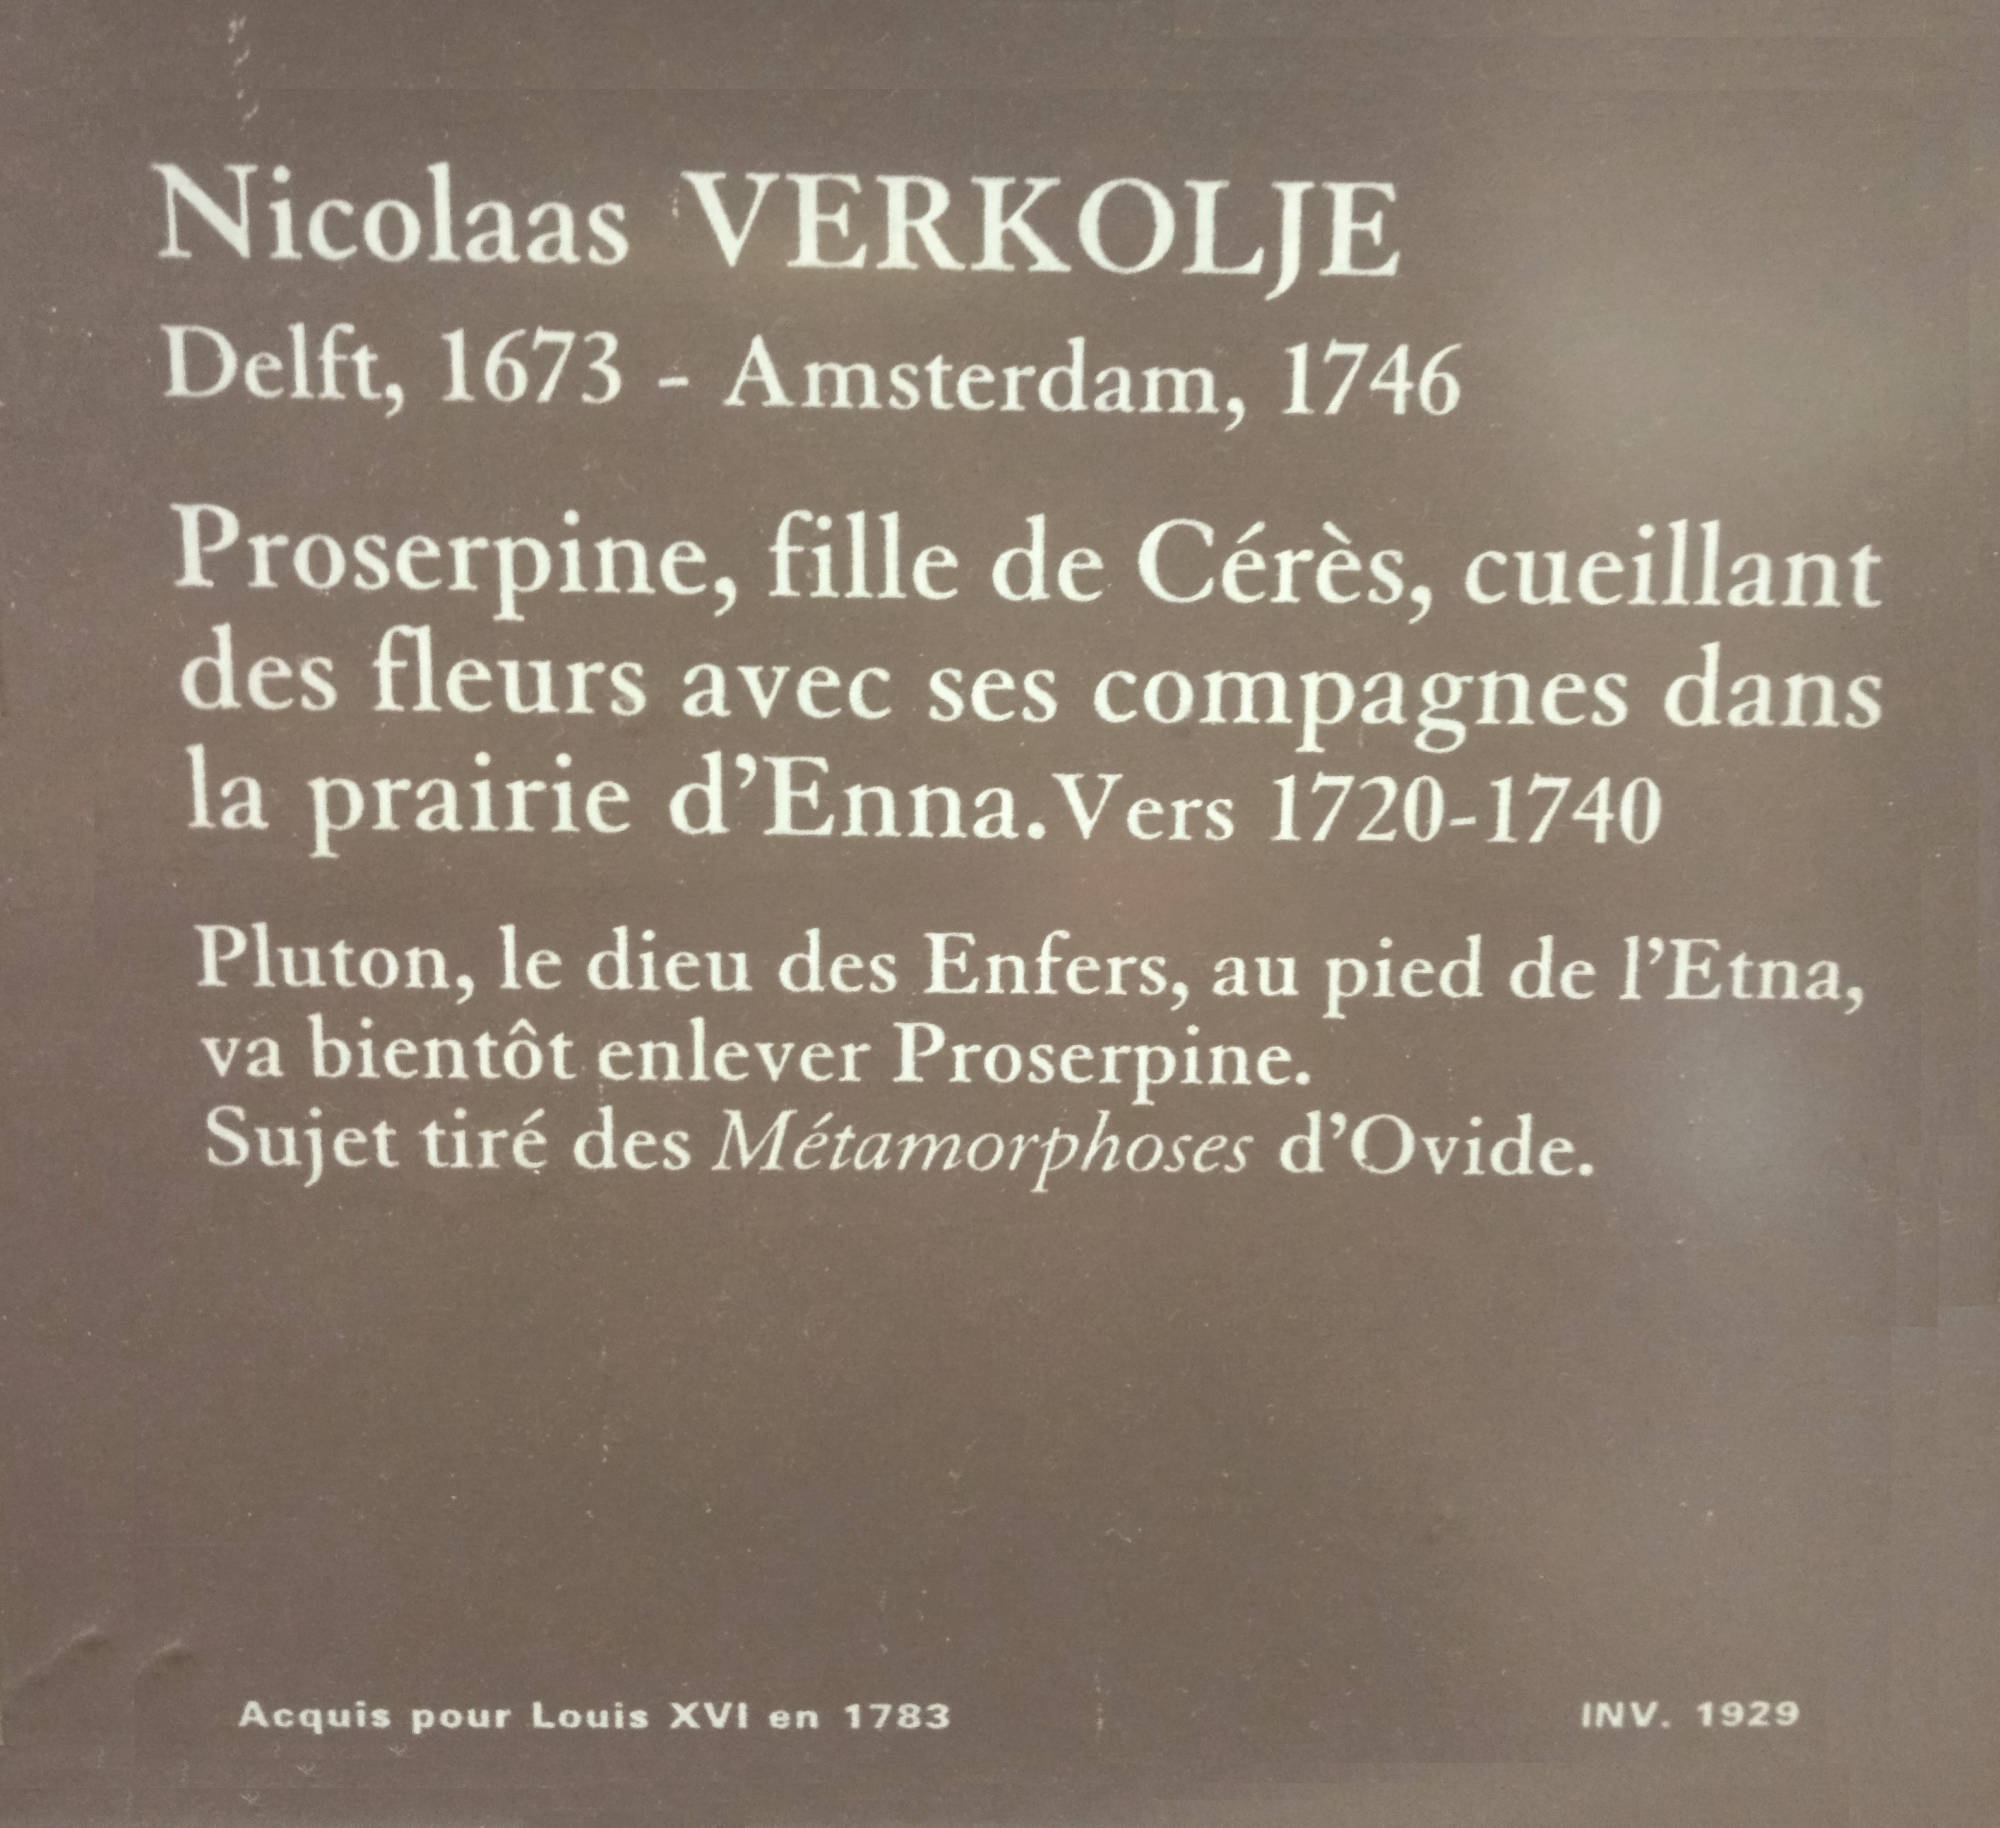 Nicolaas VERKOLJE
Delft, 1673 - Amsterdam, 1746
Proserpine, fille de Cérès, cueillant
des fleurs avec ses compagnes dans
la prairie d’Enna. Vers 1720-1740
Pluton, le dieu des Enfers, au pied de l’Etna,
va bientôt enlever Proserpine.
Sujet tiré des Métamorphoses d’Ovide.
Acquis pour Louis XVI en 1783
INV. 1929